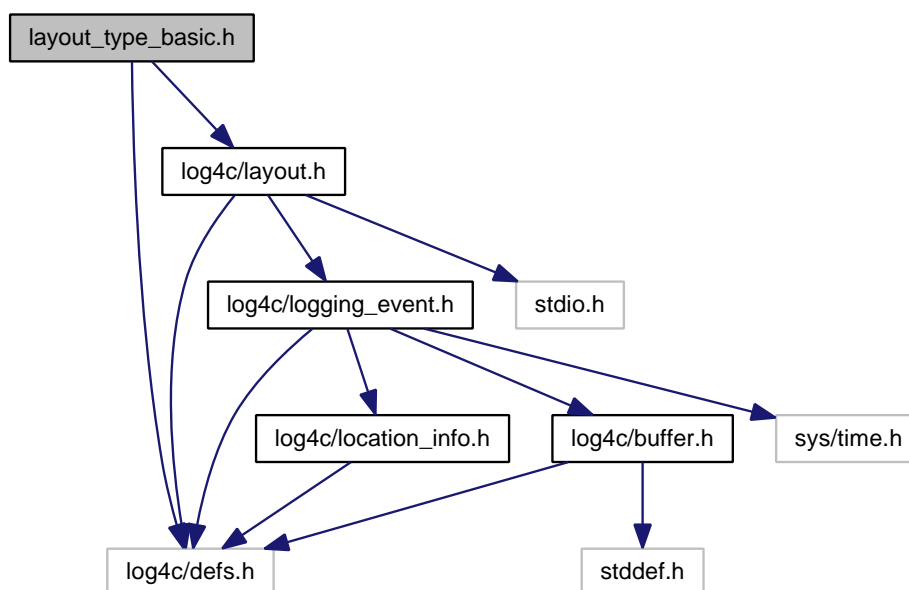 layout_type_basic.h
log4c/layout.h
log4c/logging_event.h
stdio.h
log4c/location_info.h
log4c/buffer.h
sys/time.h
log4c/defs.h
stddef.h